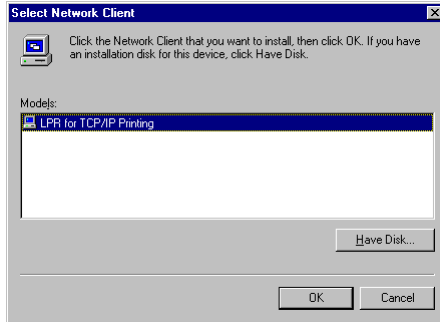 Select Network Client
Click the Network Client that you want to install, then click OK. If you have
an installation disk for this device, click Have Disk.
Models:
LPR for TCP/IP Printing
Have Disk...
OK Cancel